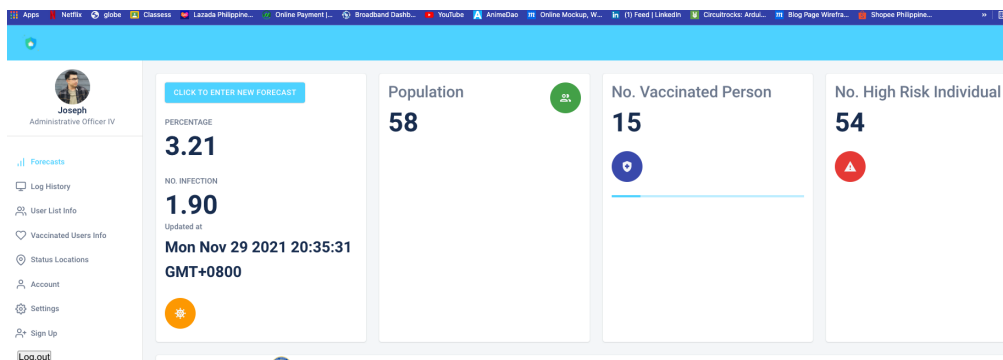 Apps Netflix globe Classess Lazada Philippine... Online Payment |... Broadband Dashb... YouTube AnimeDao Online Mockup, W... (1) Feed | LinkedIn Circuitrocks: Ardui... Blog Page Wirefra... Shopee Philippine... »
Joseph
Administrative Officer IV
Forecasts
Log History
User List Info
Vaccinated Users Info
Status Locations
Account
Settings
Sign Up
Log out
CLICK TO ENTER NEW FORECAST
PERCENTAGE
3.21
NO. INFECTION
1.90
Updated at
Mon Nov 29 2021 20:35:31
GMT+0800
Population
58
No. Vaccinated Person
15
No. High Risk Individual
54